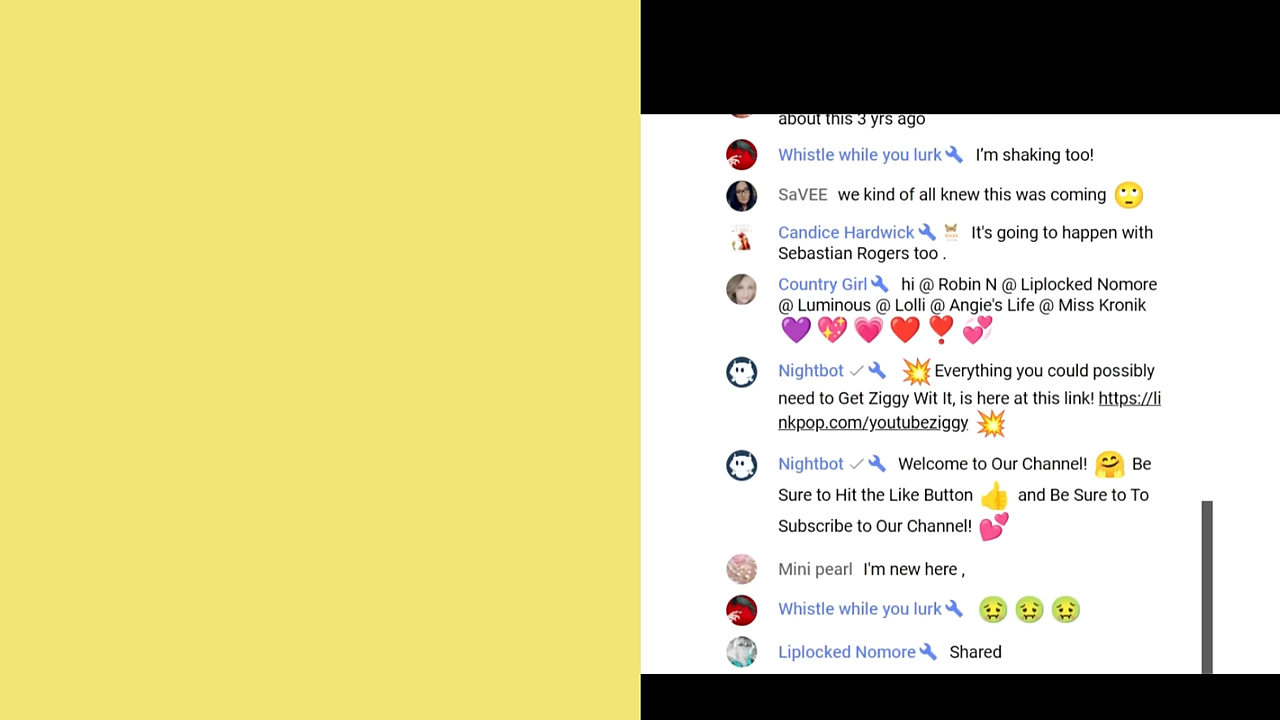 about this 3 yrs ago
Whistle while you lurk I'm shaking too!
SaVEE we kind of all knew this was coming 🙄
Candice Hardwick It's going to happen with
Sebastian Rogers too .
Country Girl hi @ Robin N @ Liplocked Nomore
@ Luminous @ Lolli @ Angie's Life @ Miss Kronik
💜 💖 💗 ❤️ ❣️ 💞
Nightbot 💥 Everything you could possibly
need to Get Ziggy Wit It, is here at this link! https://li
nkpop.com/youtubeziggy 💥
Nightbot Welcome to Our Channel! 🤗 Be
Sure to Hit the Like Button 👍 and Be Sure to To
Subscribe to Our Channel! 💕
Mini pearl I'm new here ,
Whistle while you lurk 🤢 🤢 🤢
Liplocked Nomore Shared